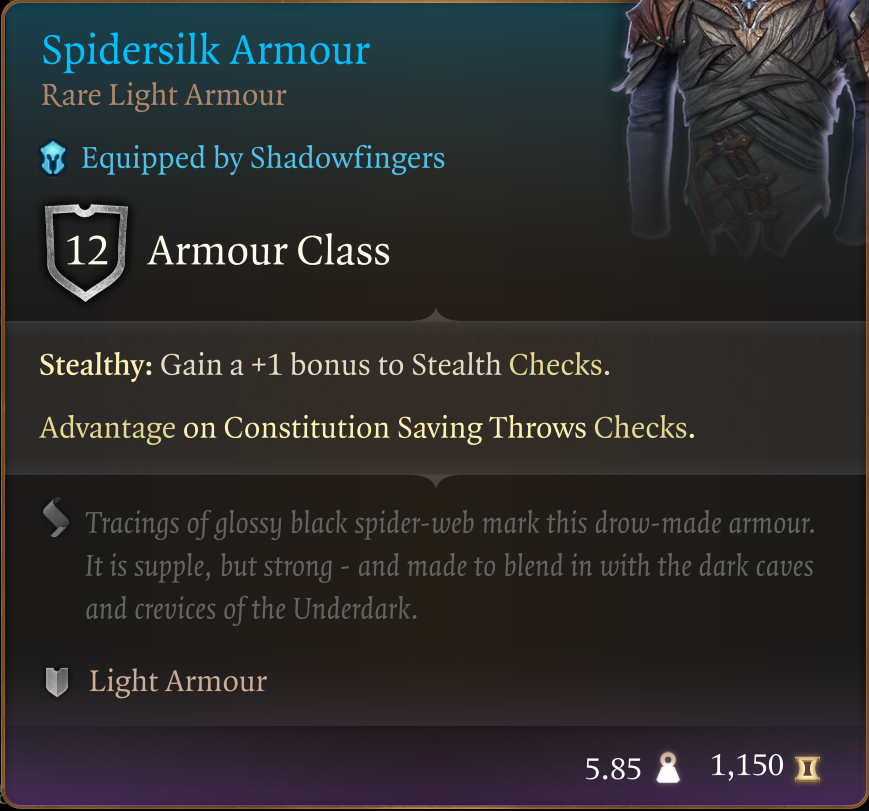 Spidersilk Armour
Rare Light Armour
Equipped by Shadowfingers
12 Armour Class
Stealthy: Gain a +1 bonus to Stealth Checks.
Advantage on Constitution Saving Throws Checks.
Tracings of glossy black spider-web mark this drow-made armour.
It is supple, but strong - and made to blend in with the dark caves
and crevices of the Underdark.
Light Armour
5.85 1,150